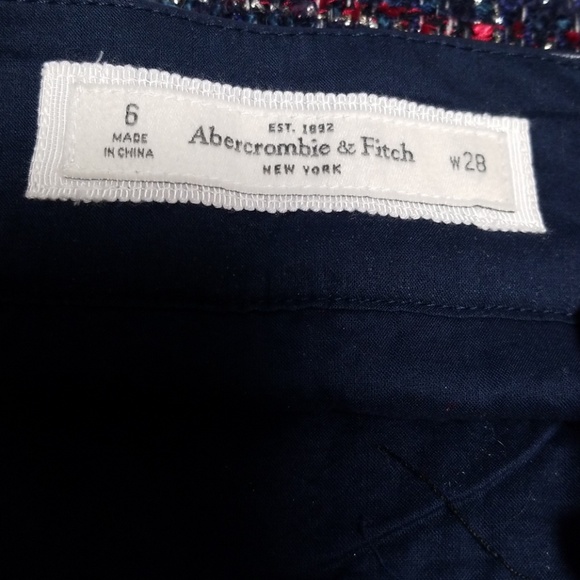 6
MADE
IN CHINA
EST. 1892
Abercrombie & Fitch
NEW YORK
W28